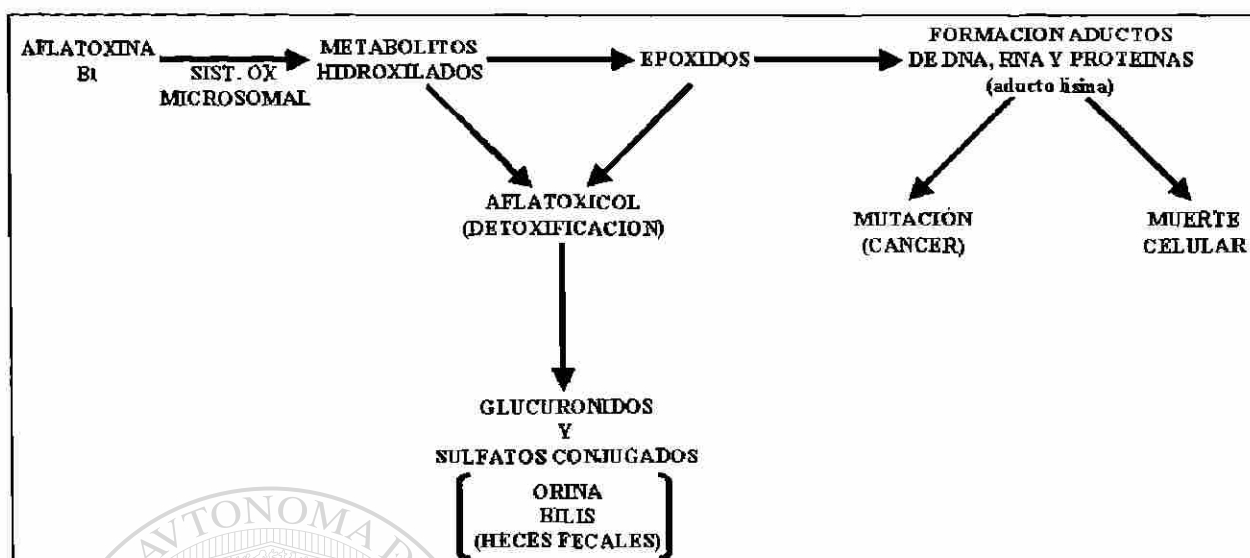 AFLATOXINA
B1
SIST. OX
MICROSOMAL
METABOLITOS
HIDROXILADOS
EPOXIDOS
FORMACION ADUCTOS
DE DNA, RNA Y PROTEINAS
(aducto lisina)
AFLATOXICOL
(DETOXIFICACION)
MUTACIÓN
(CANCER)
MUERTE
CELULAR
GLUCURONIDOS
Y
SULFATOS CONJUGADOS
ORINA
BILIS
(HECES FECALES)
AVTONOMA D